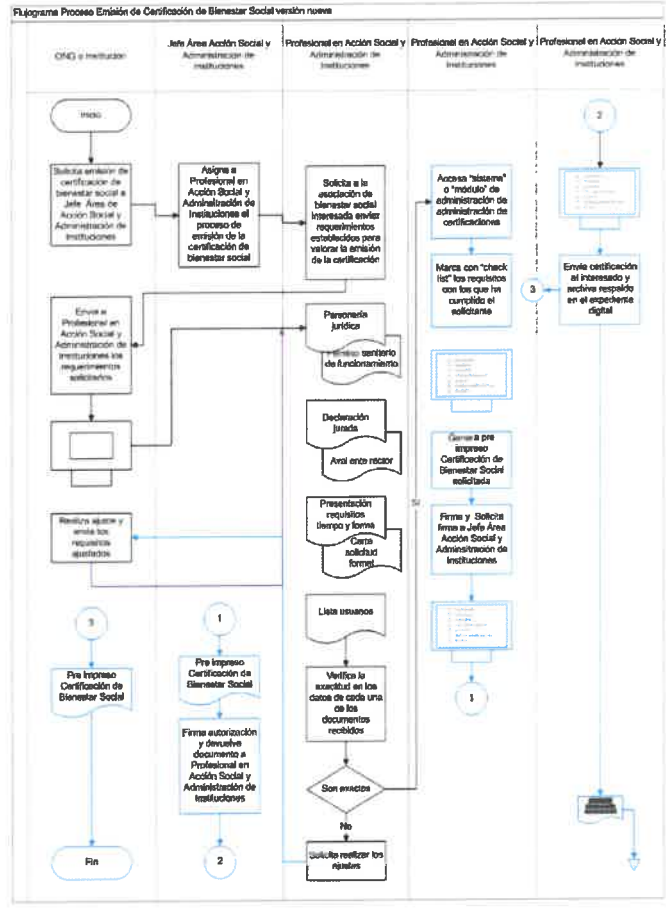 Flujograma Proceso Emisión de Certificación de Bienestar Social versión nueva
ONG o Institución
Jefe Área Acción Social y
Administración de
Instituciones
Profesional en Acción Social y
Administración de
Instituciones
Profesional en Acción Social y
Administración de
Instituciones
Profesional en Acción Social y
Administración de
Instituciones
Inicio
Solicita emisión de
certificación de
bienestar social a
Jefe Área de
Acción Social y
Administración de
Instituciones
Asigna a
Profesional en
Acción Social y
Administración de
Instituciones el
proceso de
emisión de la
certificación de
bienestar social
Solicita a la
asociación de
bienestar social
interesada enviar
requerimientos
establecidos para
valorar la emisión
de la certificación
Accesa "sistema"
o "módulo" de
administración de
administración de
certificaciones
2
Marca con "check
list" los requisitos
con los que ha
cumplido el
solicitante
3
Envía certificación
al interesado y
archiva respaldo
en el expediente
digital
Envía a
Profesional en
Acción Social y
Administración de
Instituciones los
requerimientos
solicitados
Personería
jurídica
Permiso sanitario
de funcionamiento
Declaración
jurada
Aval ente rector
Genera pre
impreso
Certificación de
Bienestar Social
solicitada
Presentación
requisitos
tiempo y forma
Carta
solicitud
formal
SI
Firma y Solicita
firma a Jefe Área
Acción Social y
Administración de
Instituciones
Realiza ajuste y
envía los
requisitos
ajustados
Lista usuarios
3
1
1
Pre impreso
Certificación de
Bienestar Social
Pre impreso
Certificación de
Bienestar Social
Verifica la
exactitud en los
datos de cada una
de los
documentos
recibidos
Firma autorización
y devuelve
documento a
Profesional en
Acción Social y
Administración de
Instituciones
Son exactos
No
Fin
2
Solicita realizar los
ajustes